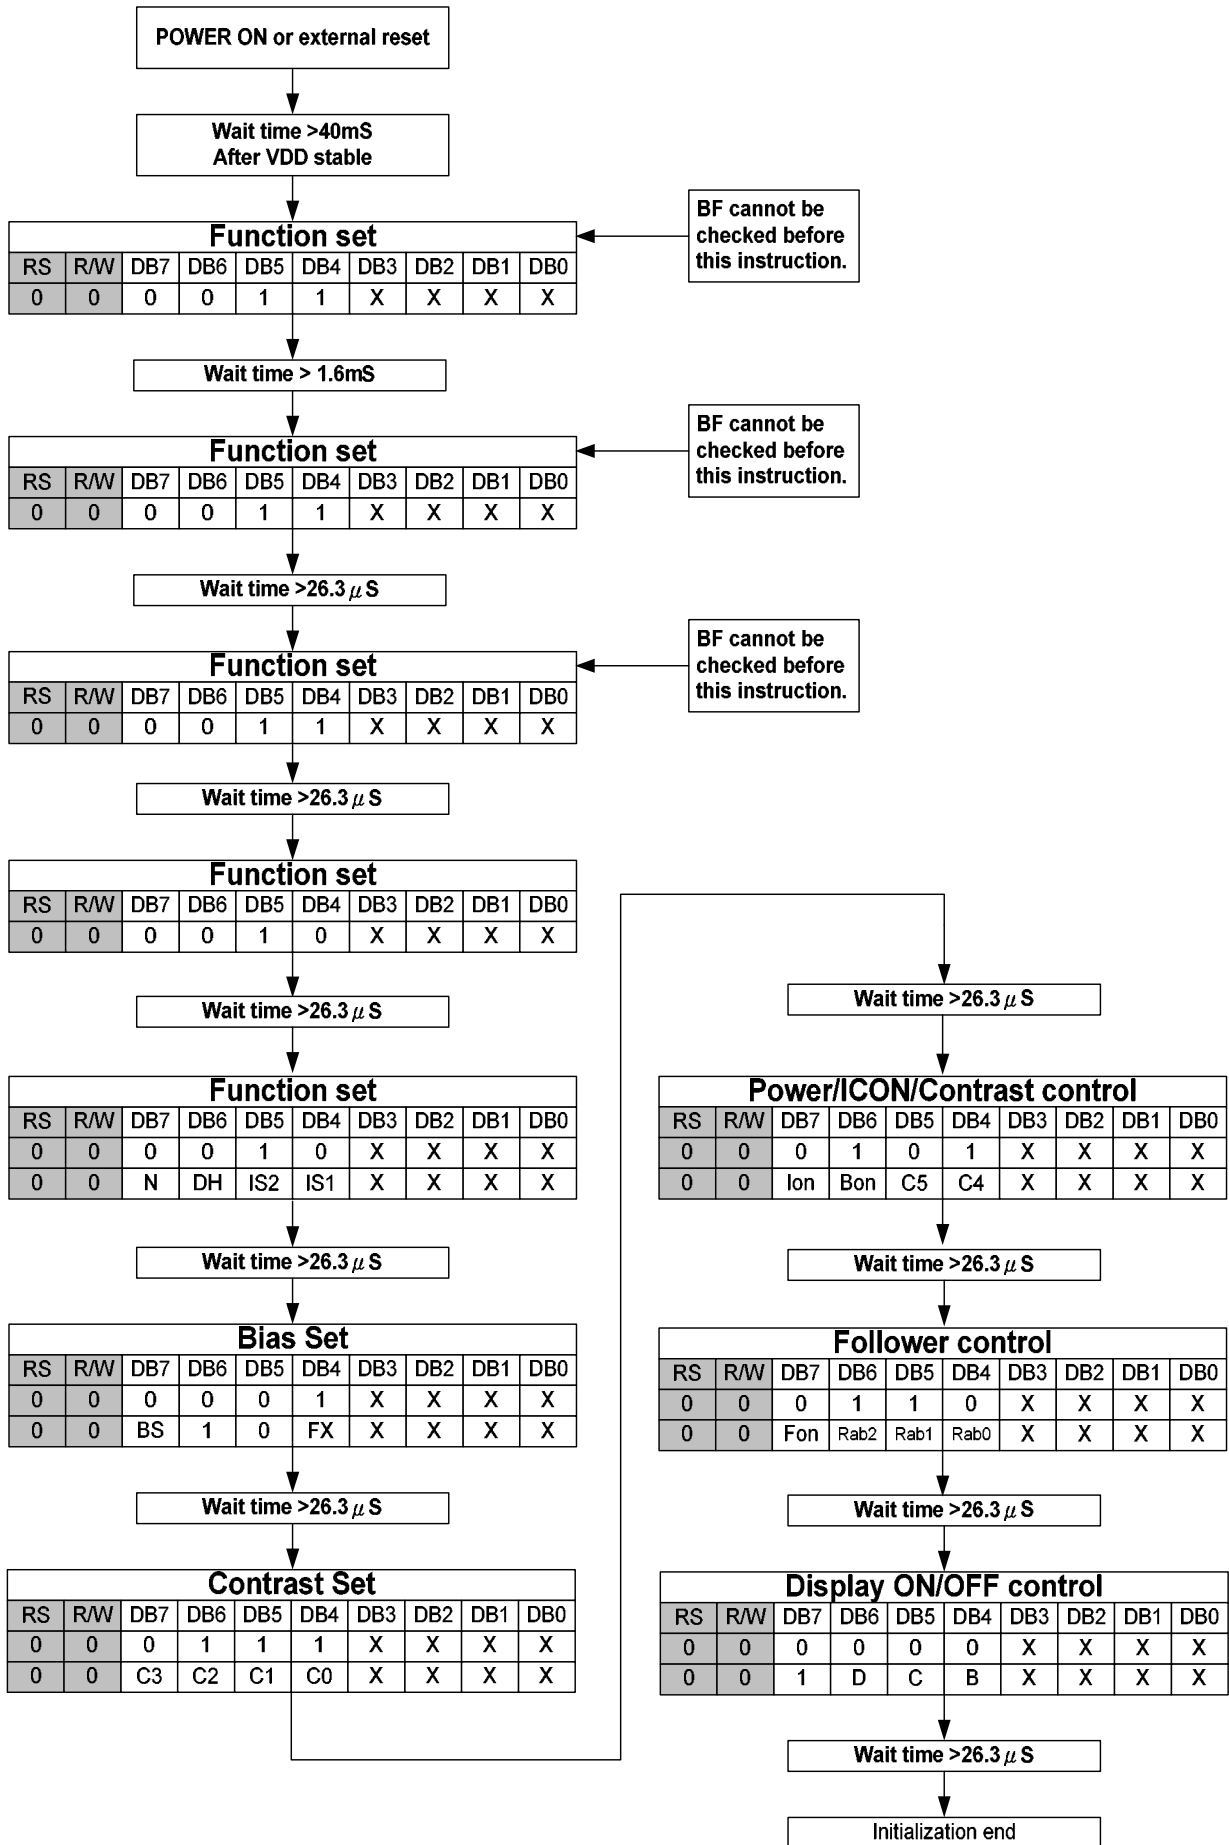 POWER ON or external reset
Wait time >40mS
After VDD stable
Function set
RS R/W DB7 DB6 DB5 DB4 DB3 DB2 DB1 DB0
0 0 0 0 1 1 X X X X
BF cannot be
checked before
this instruction.
Wait time > 1.6mS
Function set
RS R/W DB7 DB6 DB5 DB4 DB3 DB2 DB1 DB0
0 0 0 0 1 1 X X X X
BF cannot be
checked before
this instruction.
Wait time >26.3 μ S
Function set
RS R/W DB7 DB6 DB5 DB4 DB3 DB2 DB1 DB0
0 0 0 0 1 1 X X X X
BF cannot be
checked before
this instruction.
Wait time >26.3 μ S
Function set
RS R/W DB7 DB6 DB5 DB4 DB3 DB2 DB1 DB0
0 0 0 0 1 0 X X X X
Wait time >26.3 μ S
Function set
RS R/W DB7 DB6 DB5 DB4 DB3 DB2 DB1 DB0
0 0 0 0 1 0 X X X X
0 0 N DH IS2 IS1 X X X X
Wait time >26.3 μ S
Bias Set
RS R/W DB7 DB6 DB5 DB4 DB3 DB2 DB1 DB0
0 0 0 0 0 1 X X X X
0 0 BS 1 0 FX X X X X
Wait time >26.3 μ S
Contrast Set
RS R/W DB7 DB6 DB5 DB4 DB3 DB2 DB1 DB0
0 0 0 1 1 1 X X X X
0 0 C3 C2 C1 C0 X X X X
Wait time >26.3 μ S
Power/ICON/Contrast control
RS R/W DB7 DB6 DB5 DB4 DB3 DB2 DB1 DB0
0 0 0 1 0 1 X X X X
0 0 Ion Bon C5 C4 X X X X
Wait time >26.3 μ S
Follower control
RS R/W DB7 DB6 DB5 DB4 DB3 DB2 DB1 DB0
0 0 0 1 1 0 X X X X
0 0 Fon Rab2 Rab1 Rab0 X X X X
Wait time >26.3 μ S
Display ON/OFF control
RS R/W DB7 DB6 DB5 DB4 DB3 DB2 DB1 DB0
0 0 0 0 0 0 X X X X
0 0 1 D C B X X X X
Wait time >26.3 μ S
Initialization end